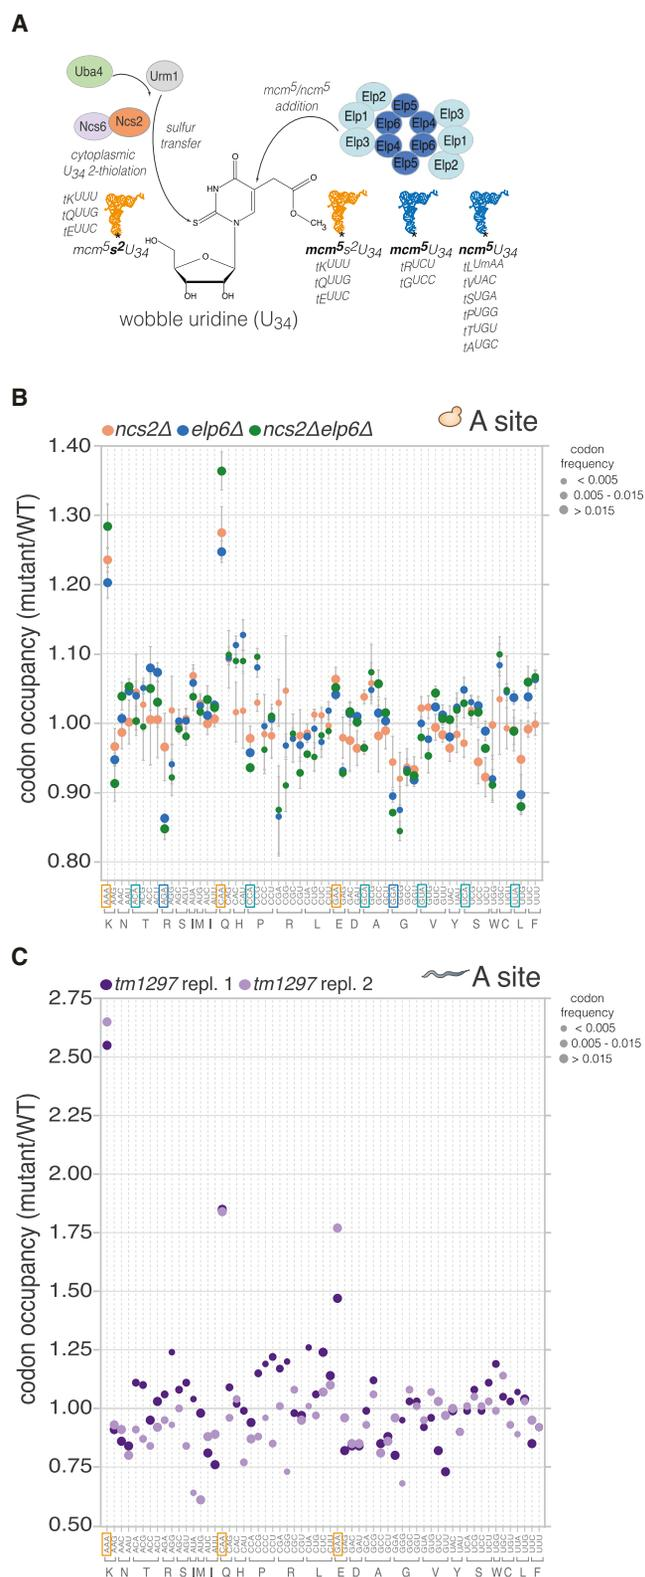 A
Uba4
Urm1
Ncs6
Ncs2
sulfur
transfer
cytoplasmic
U34 2-thiolation
tKUUU
tQUUG
tEUUC
mcm5s2U34
mcm5/ncm5
addition
Elp2
Elp5
Elp1
Elp3
Elp6
Elp4
Elp3
Elp1
Elp4
Elp6
Elp5
Elp2
O
HN
O
S
N
O
CH3
HO
O
OH
OH
wobble uridine (U34)
mcm5s2U34
tKUUU
tQUUG
tEUUC
mcm5U34
tRUCU
tGUCC
ncm5U34
tLUmAA
tVUAC
tSUGA
tPUGG
tTUGU
tAUGC
B
ncs2Δ elp6Δ ncs2Δelp6Δ
A site
codon
frequency
< 0.005
0.005 - 0.015
> 0.015
codon occupancy (mutant/WT)
1.40
1.30
1.20
1.10
1.00
0.90
0.80
K N T R S I M I Q H P R L E D A G V Y S W C L F
C
tm1297 repl. 1 tm1297 repl. 2
A site
codon
frequency
< 0.005
0.005 - 0.015
> 0.015
codon occupancy (mutant/WT)
2.75
2.50
2.25
2.00
1.75
1.50
1.25
1.00
0.75
0.50
K N T R S I M I Q H P R L E D A G V Y S W C L F